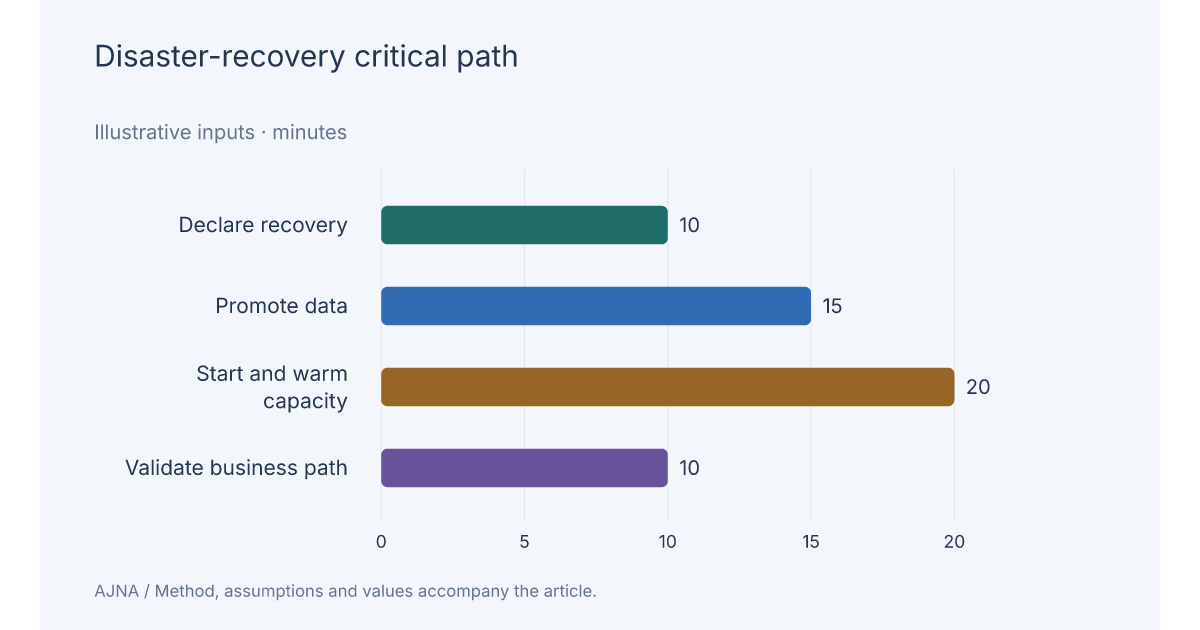 Disaster-recovery critical path
Illustrative inputs · minutes
Declare recovery
10
Promote data
15
Start and warm
capacity
20
Validate business path
10
0 5 10 15 20
AJNA / Method, assumptions and values accompany the article.